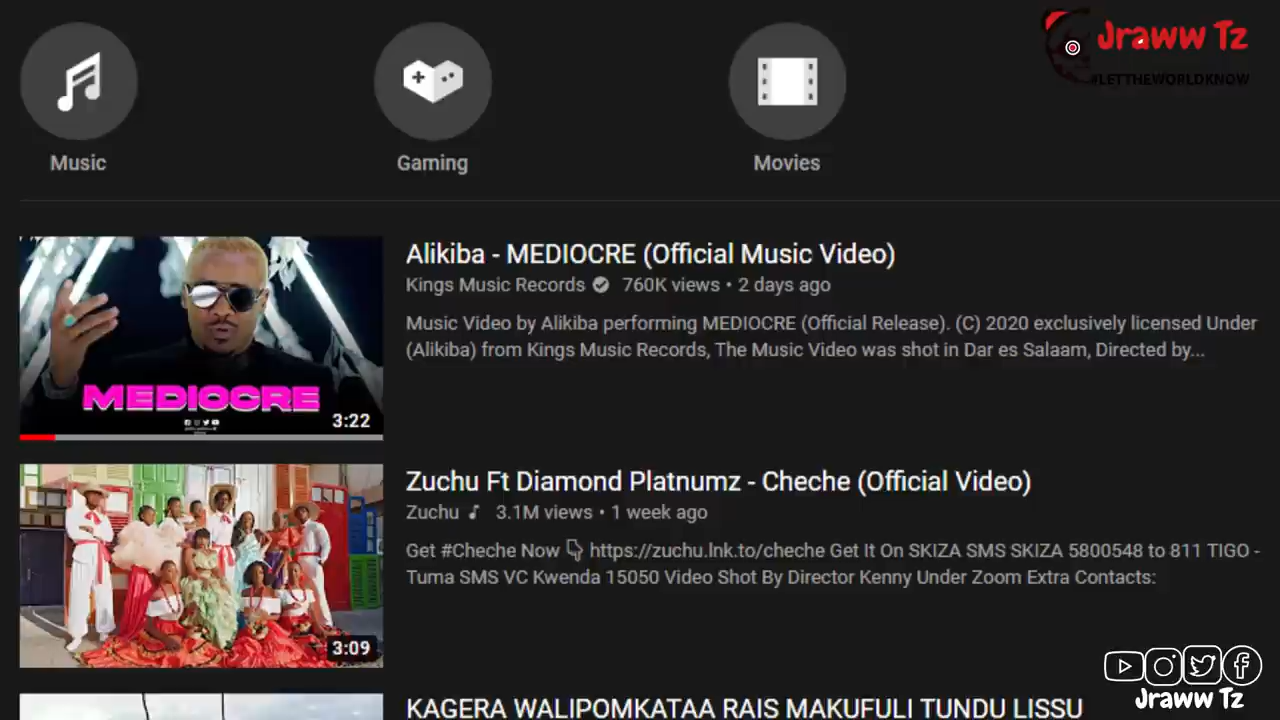 Jraww Tz
#LETTHEWORLDKNOW
Music
Gaming
Movies
Alikiba - MEDIOCRE (Official Music Video)
Kings Music Records 760K views • 2 days ago
Music Video by Alikiba performing MEDIOCRE (Official Release). (C) 2020 exclusively licensed Under
(Alikiba) from Kings Music Records, The Music Video was shot in Dar es Salaam, Directed by...
MEDIOCRE
3:22
Zuchu Ft Diamond Platnumz - Cheche (Official Video)
Zuchu 3.1M views • 1 week ago
Get #Cheche Now 👇 https://zuchu.lnk.to/cheche Get It On SKIZA SMS SKIZA 5800548 to 811 TIGO -
Tuma SMS VC Kwenda 15050 Video Shot By Director Kenny Under Zoom Extra Contacts:
3:09
KAGERA WALIPOMKATAA RAIS MAKUFULI TUNDU LISSU
Jraww Tz